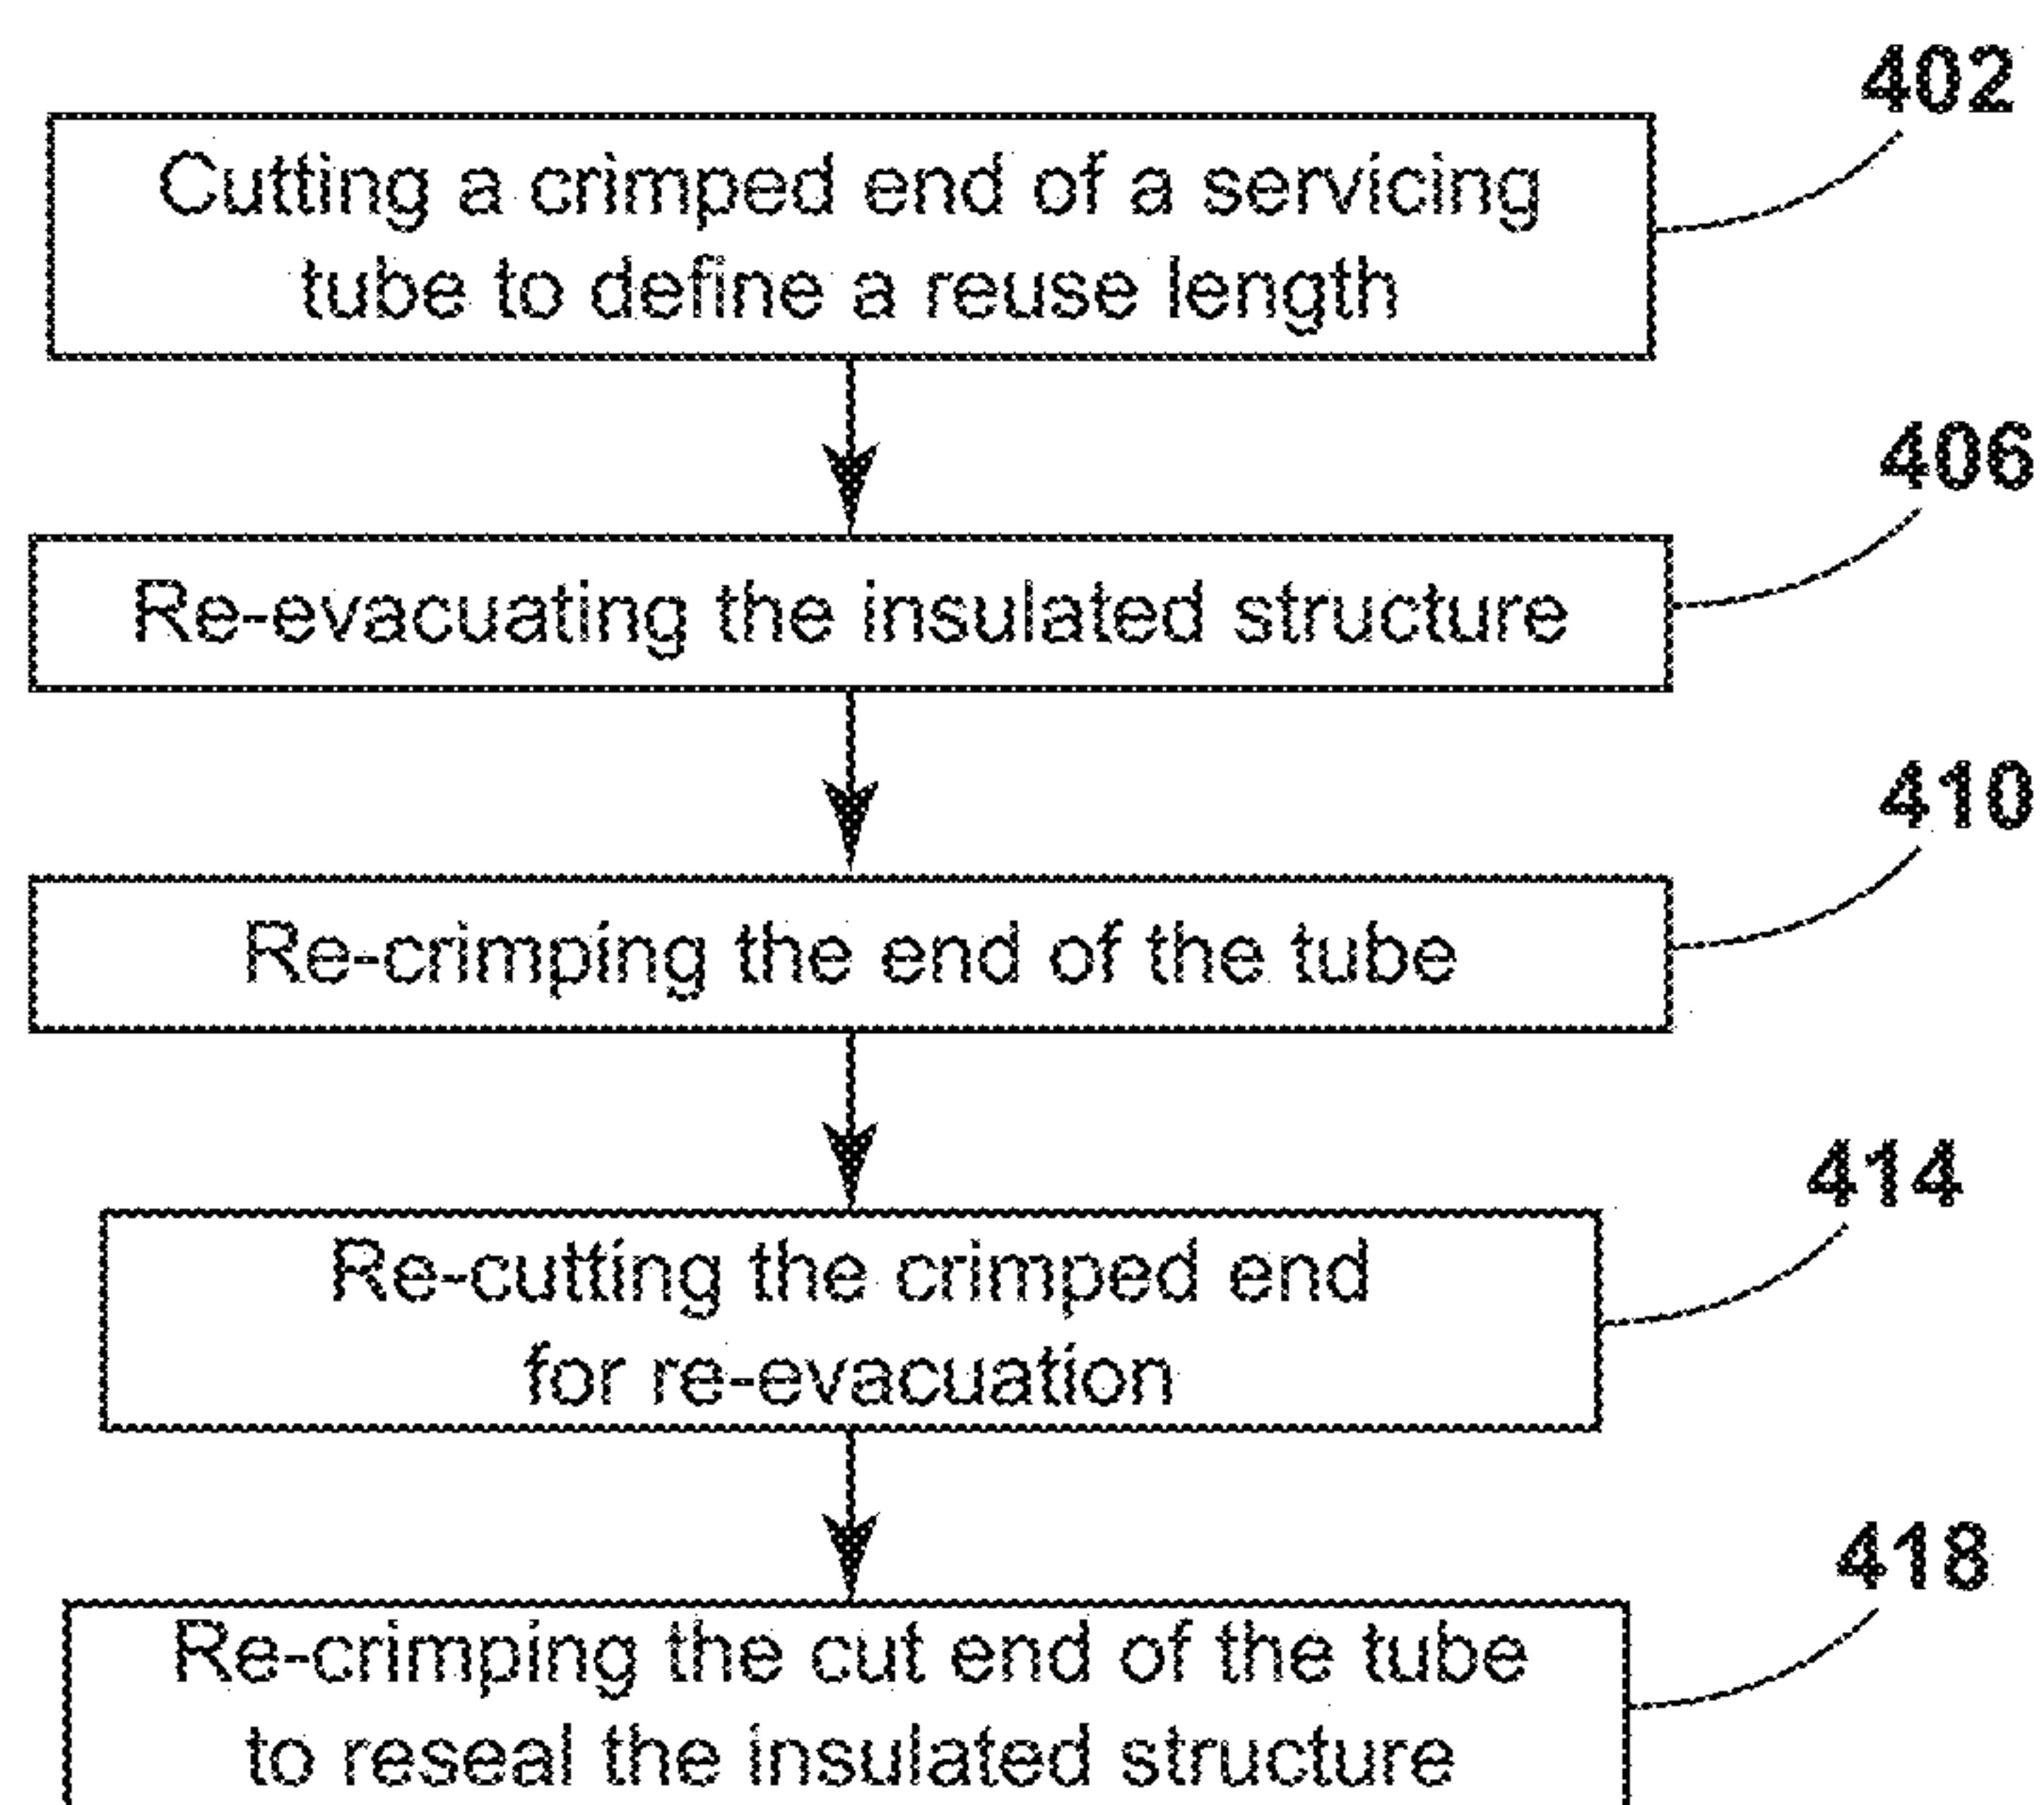 402
Cutting a crimped end of a servicing
tube to define a reuse length
406
Re-evacuating the insulated structure
410
Re-crimping the end of the tube
414
Re-cutting the crimped end
for re-evacuation
418
Re-crimping the cut end of the tube
to reseal the insulated structure